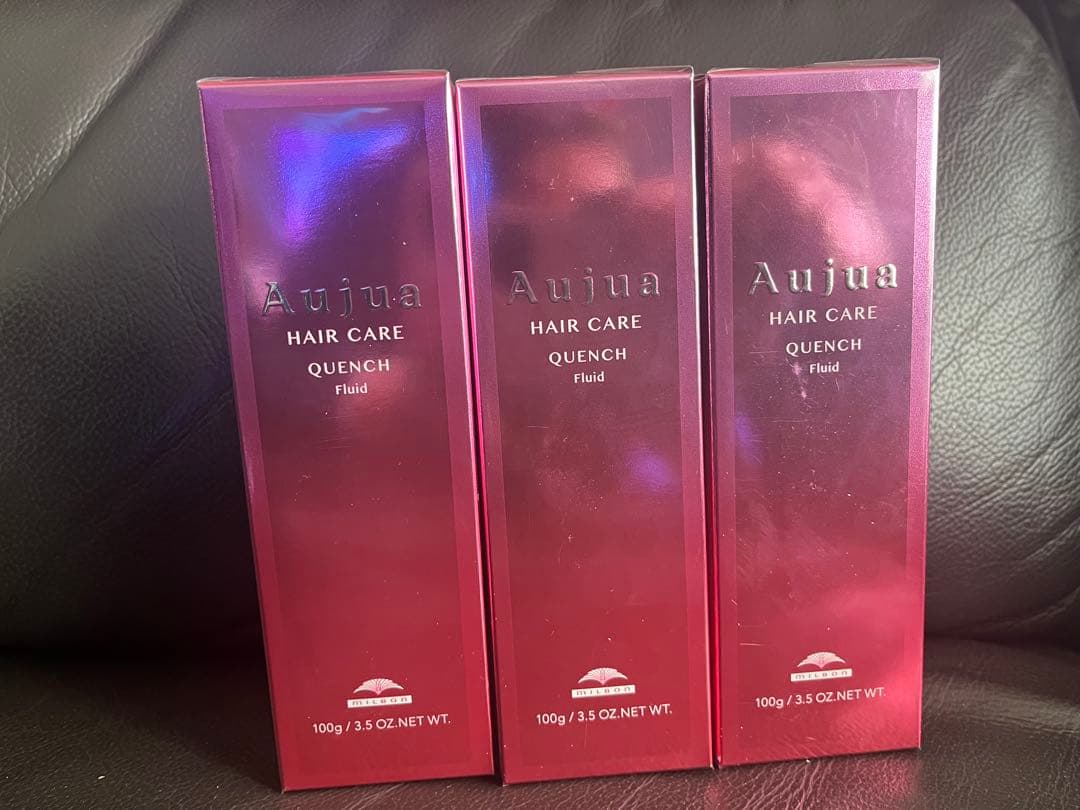 Aujua
HAIR CARE
QUENCH
Fluid
MILBON
100g / 3.5 OZ.NET WT.
Aujua
HAIR CARE
QUENCH
Fluid
MILBON
100g / 3.5 OZ.NET WT.
Aujua
HAIR CARE
QUENCH
Fluid
MILBON
100g / 3.5 OZ.NET WT.